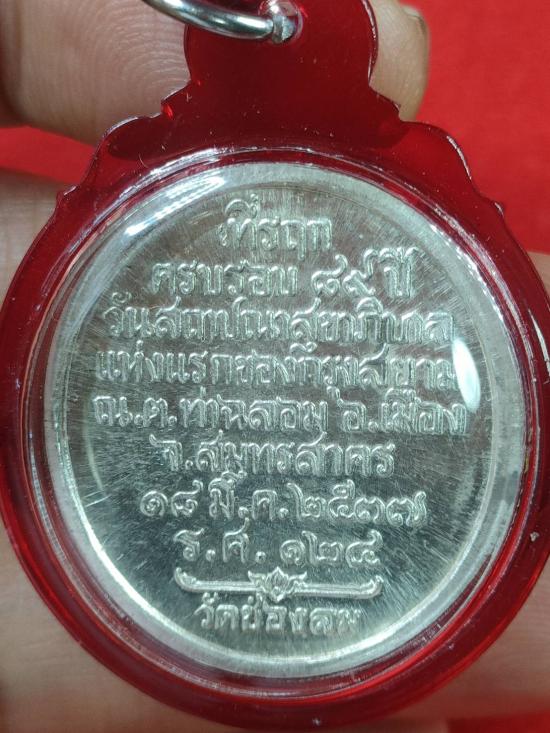 ที่รฤก
ครบรอบ ๘๙ ปี
วันสถาปณาสุขาภิบาล
แห่งแรกของกรุงสยาม
ณ.ต.ท่าฉลอม อ.เมือง
จ.สมุทรสาคร
๑๘ มี.ค.๒๕๓๗
ร.ศ. ๑๒๔
วัดช่องลม